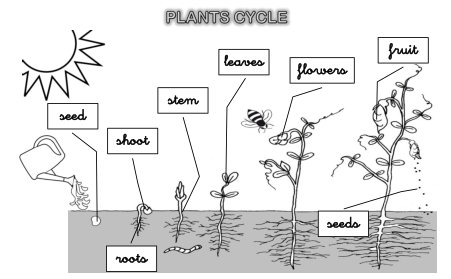 PLANTS CYCLE
fruit
leaves
flowers
stem
seed
shoot
seeds
roots